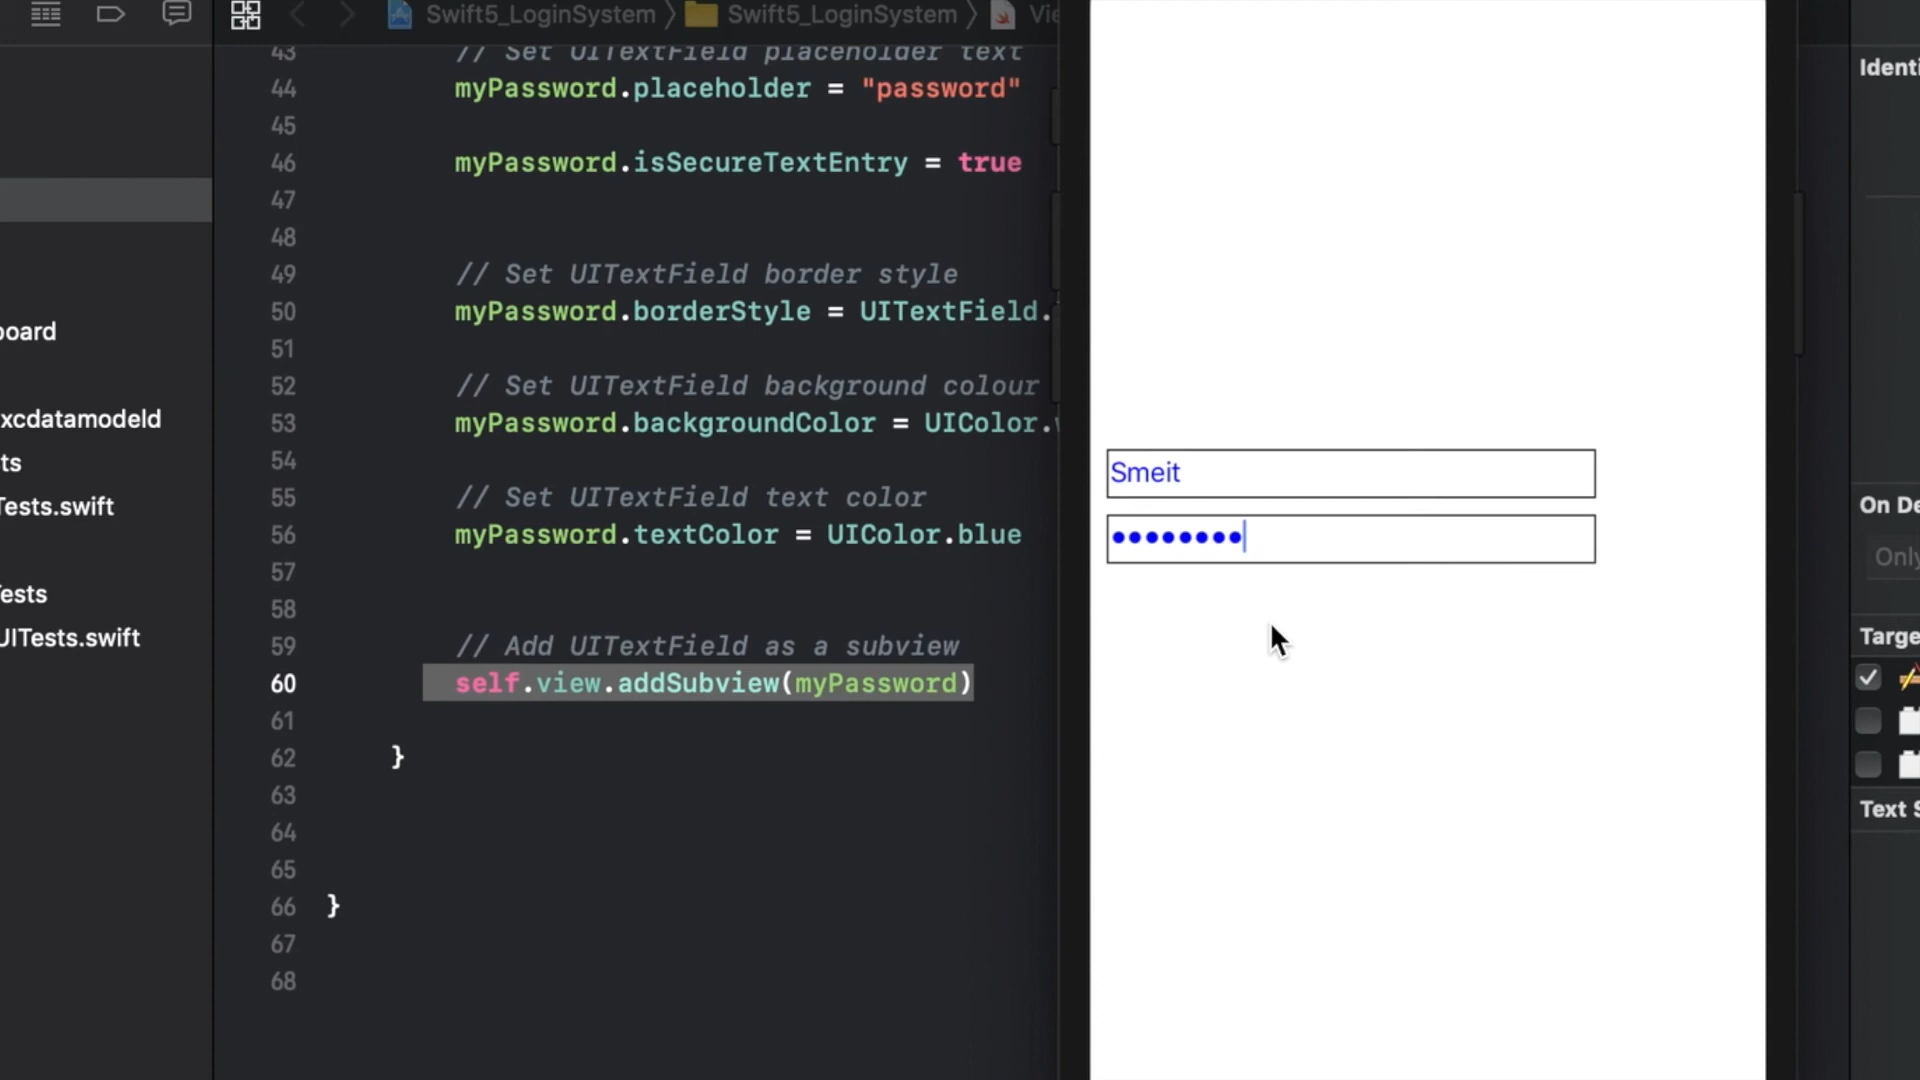 Swift5_LoginSystem Swift5_LoginSystem
43 // Set UITextField placeholder text
44 myPassword.placeholder = "password"
45
46 myPassword.isSecureTextEntry = true
47
48
49 // Set UITextField border style
50 myPassword.borderStyle = UITextField.
51
52 // Set UITextField background colour
53 myPassword.backgroundColor = UIColor.
54
55 // Set UITextField text color
56 myPassword.textColor = UIColor.blue
57
58
59 // Add UITextField as a subview
60 self.view.addSubview(myPassword)
61
62 }
63
64
65
66 }
67
68
board
xcdatamodeld
ts
Tests.swift
Tests
UITests.swift
Smeit
••••••••
Identi
On De
Only
Targe
Text S